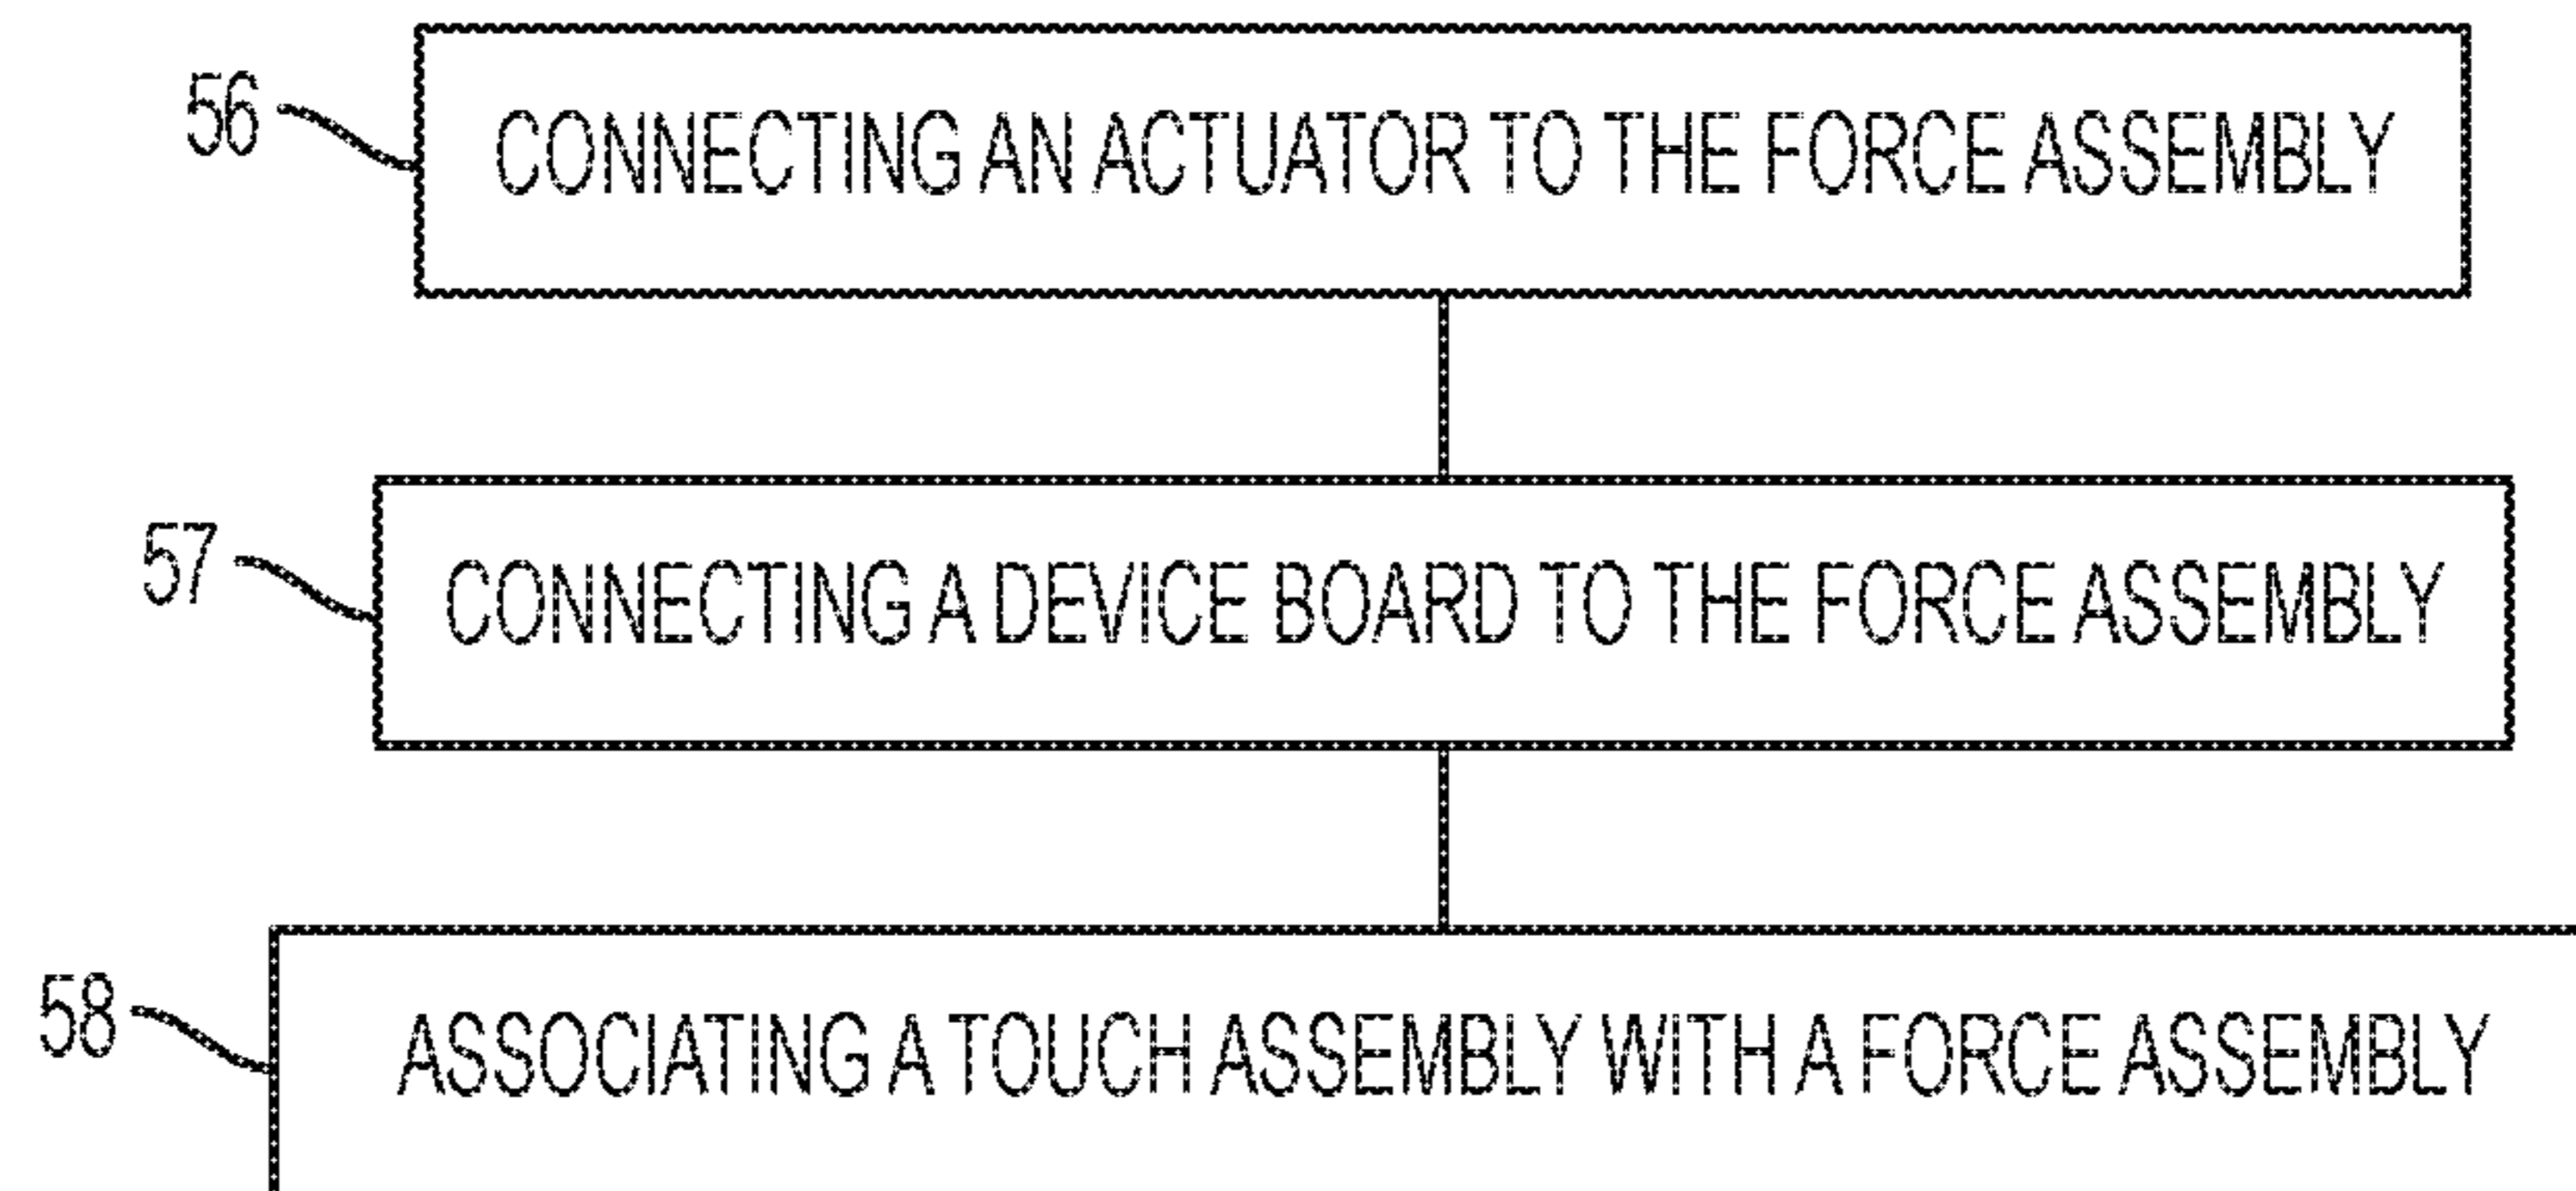 56
CONNECTING AN ACTUATOR TO THE FORCE ASSEMBLY
57
CONNECTING A DEVICE BOARD TO THE FORCE ASSEMBLY
58
ASSOCIATING A TOUCH ASSEMBLY WITH A FORCE ASSEMBLY